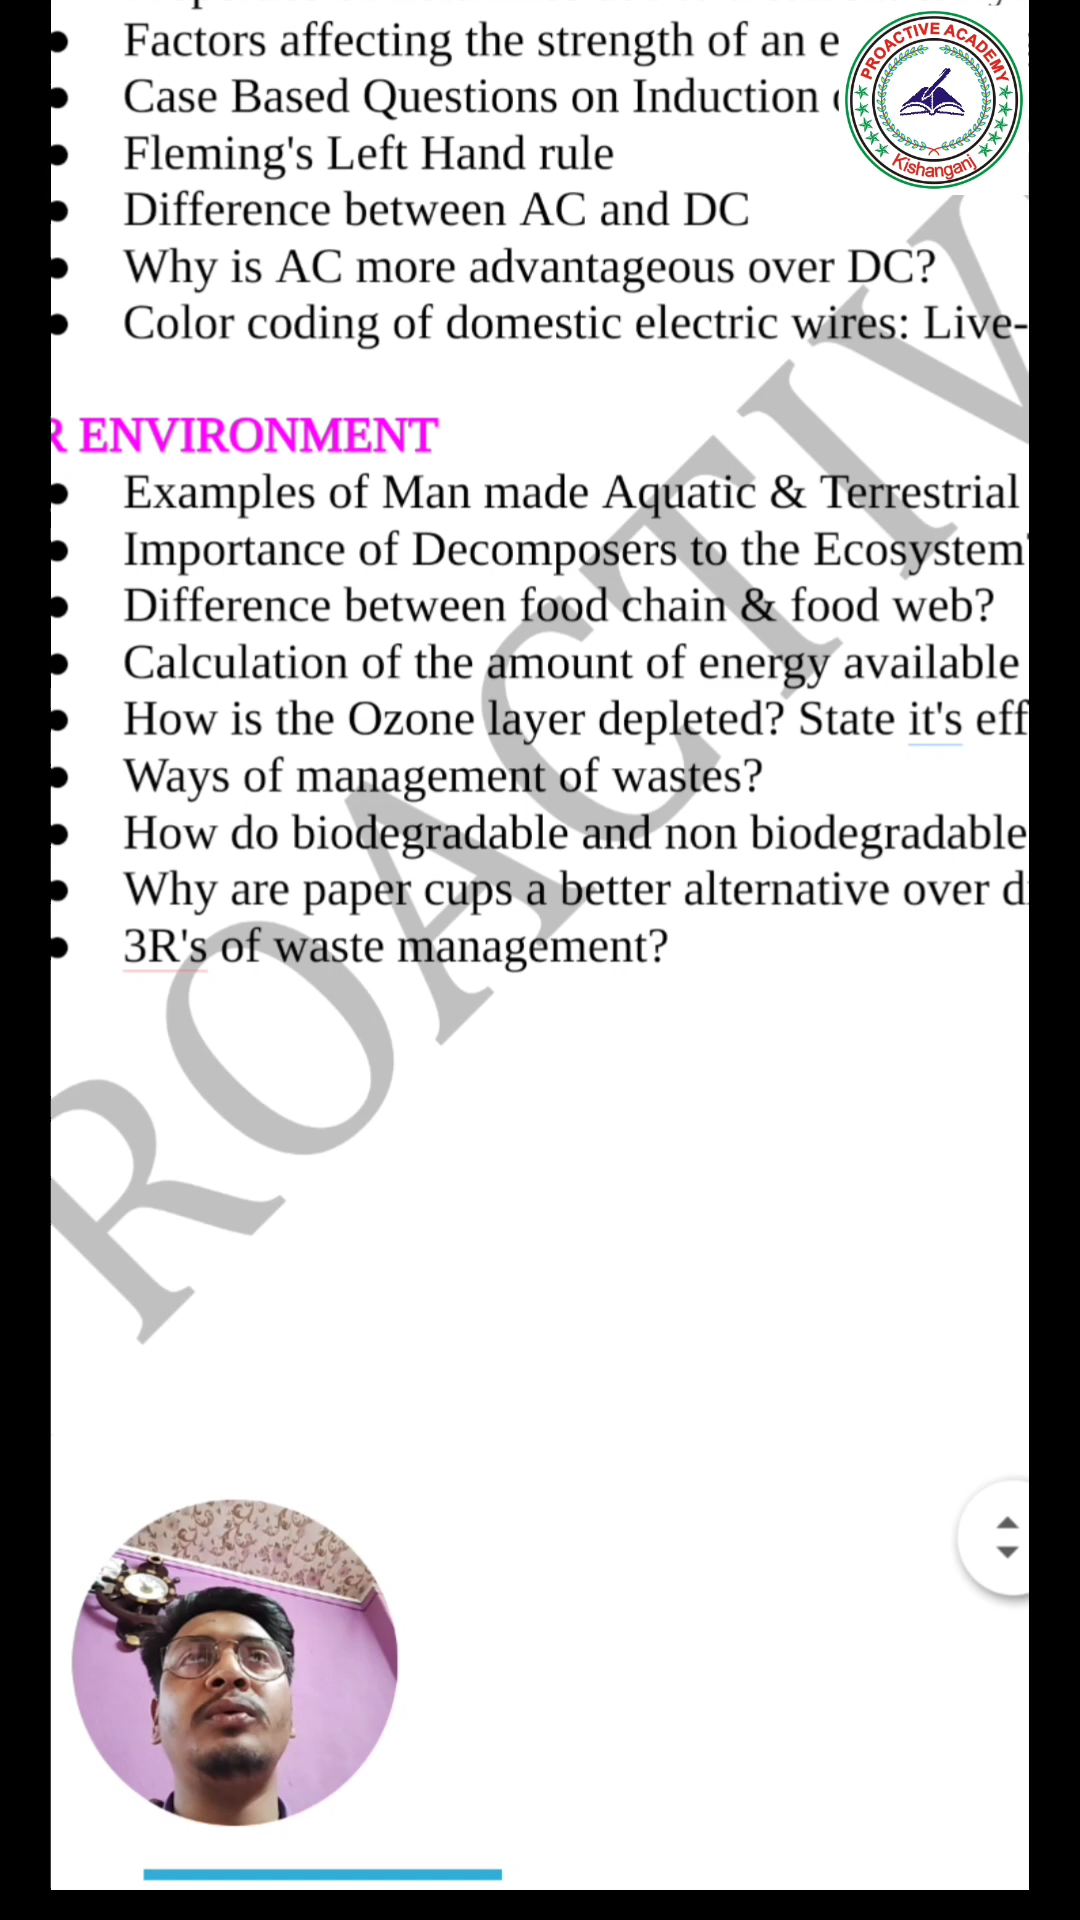 Factors affecting the strength of an e
Case Based Questions on Induction
Fleming's Left Hand rule
Difference between AC and DC
Why is AC more advantageous over DC?
Color coding of domestic electric wires: Live-
R ENVIRONMENT
Examples of Man made Aquatic & Terrestrial
Importance of Decomposers to the Ecosystem
Difference between food chain & food web?
Calculation of the amount of energy available
How is the Ozone layer depleted? State it's eff
Ways of management of wastes?
How do biodegradable and non biodegradable
Why are paper cups a better alternative over d
3R's of waste management?
PROACTIVE ACADEMY
Kishanganj
ROACTIV